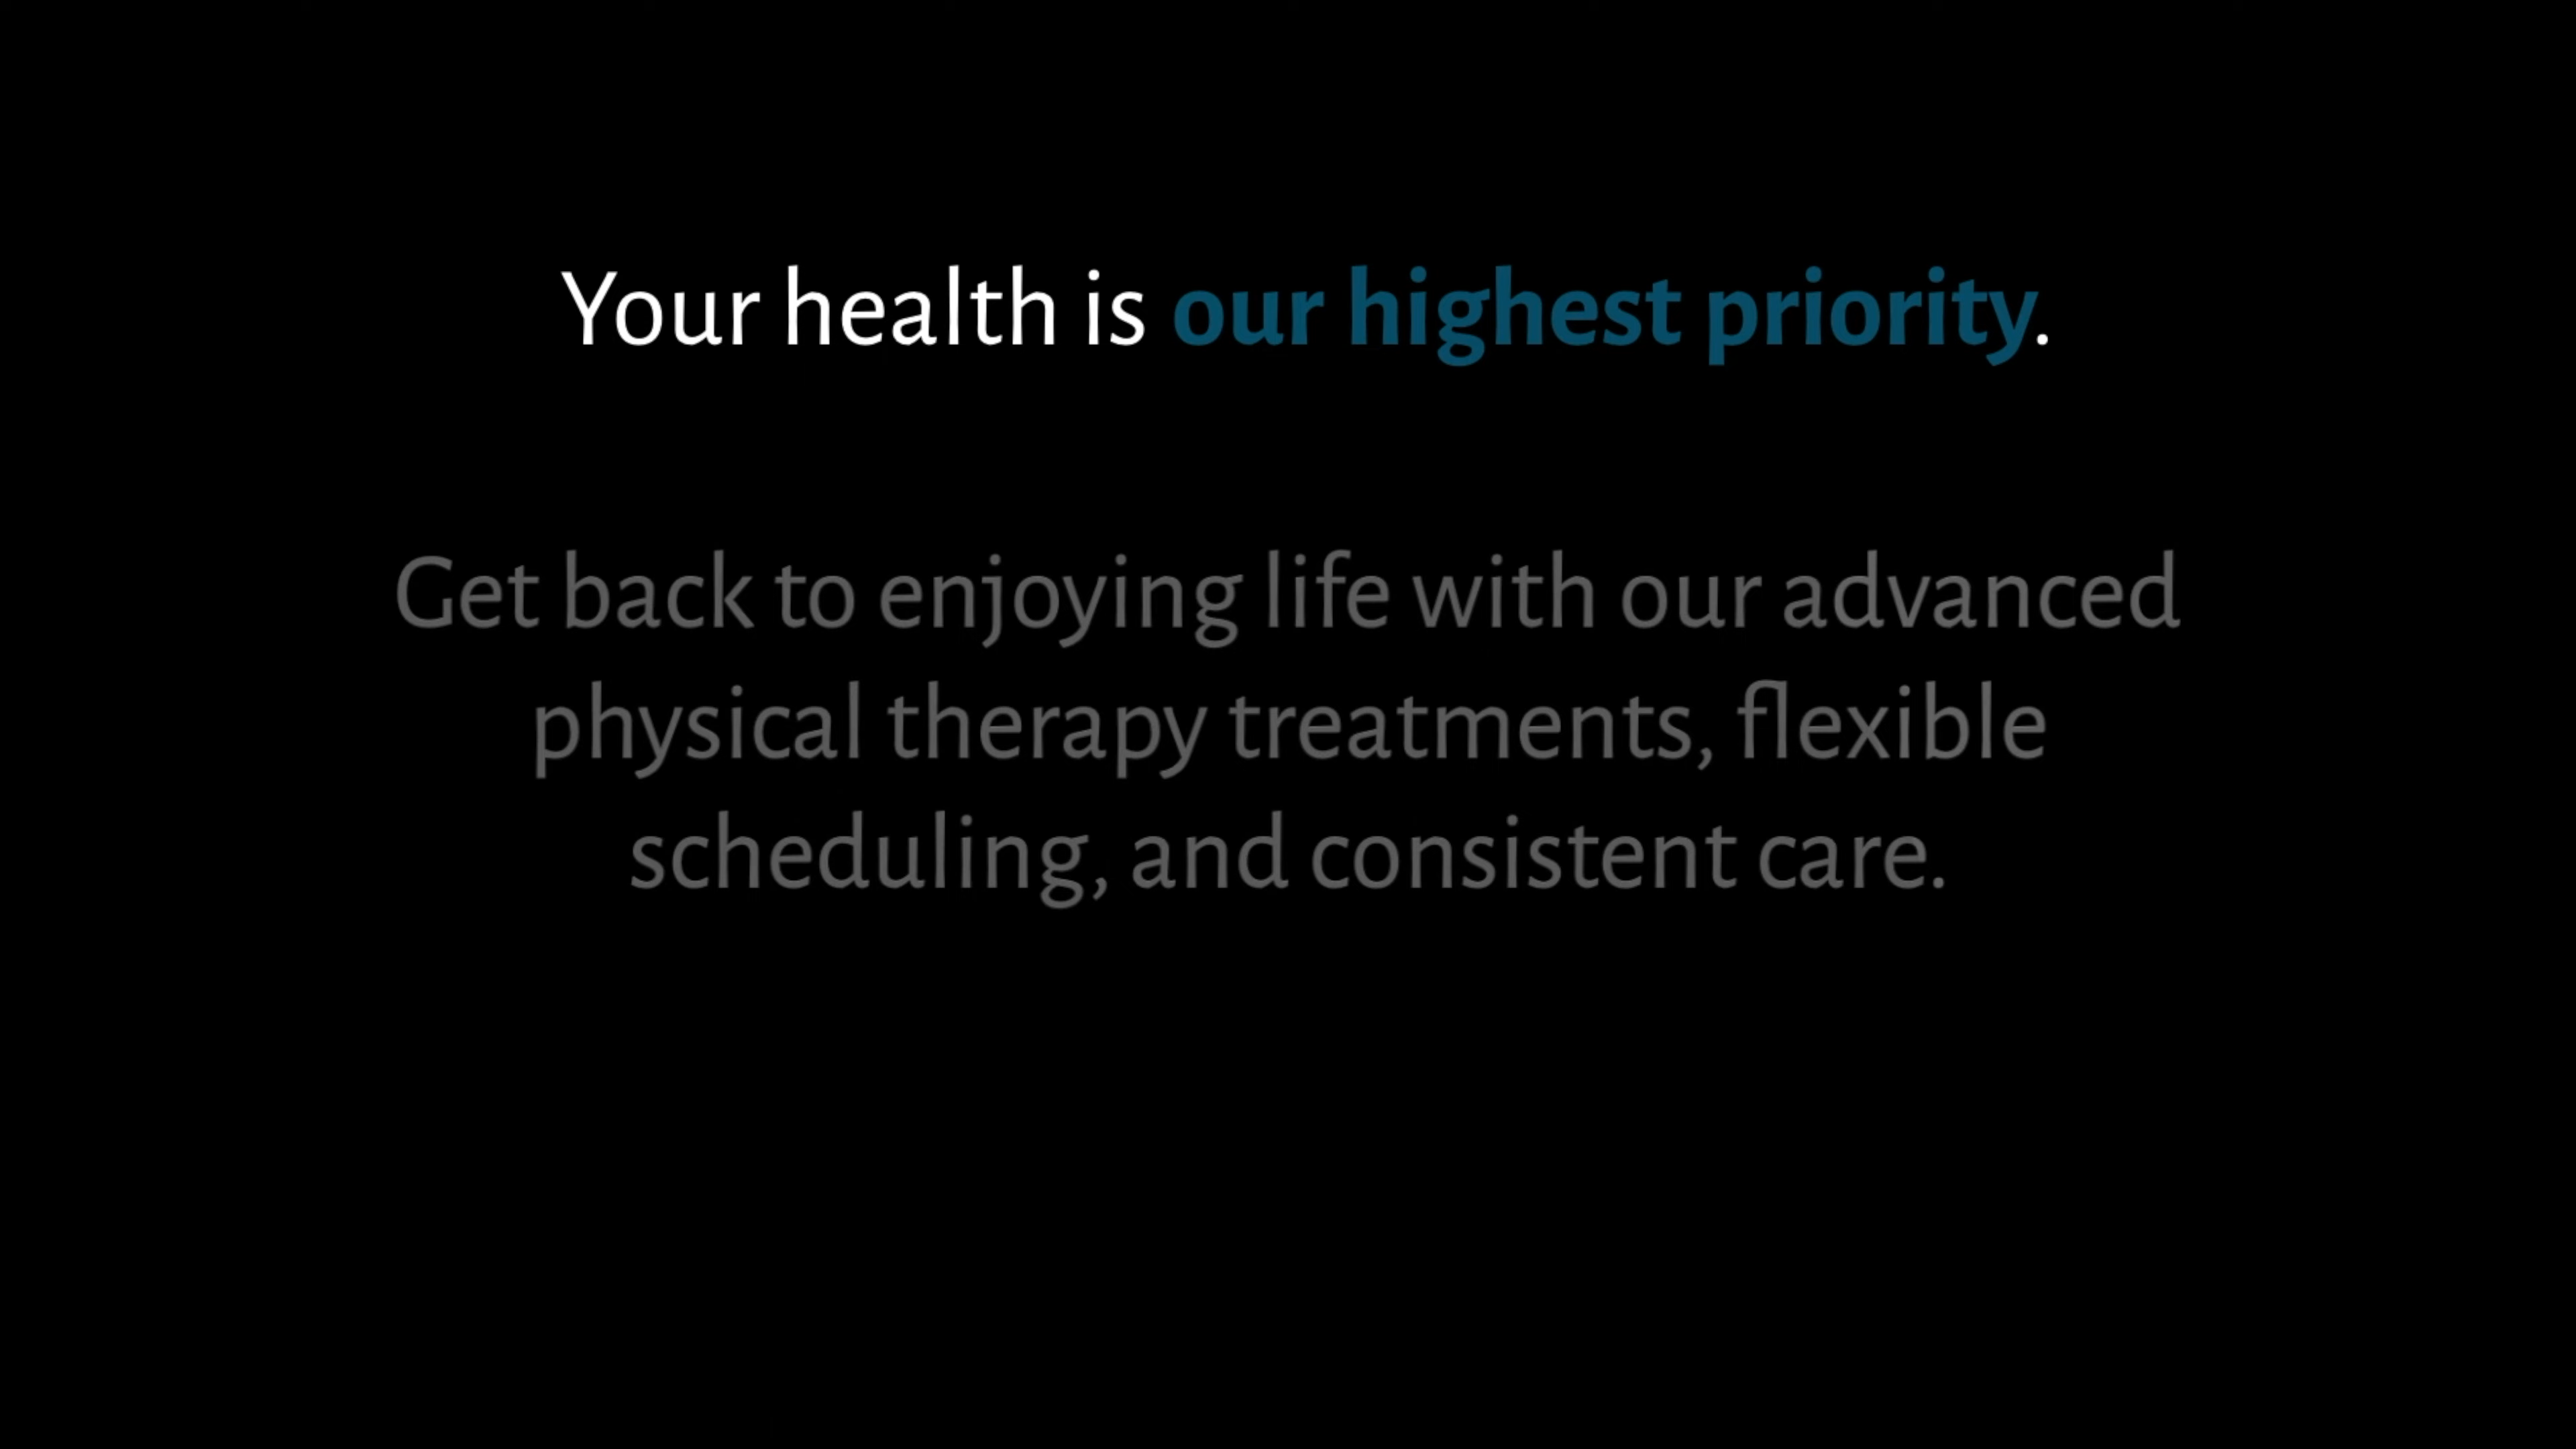 Your health is our highest priority.
Get back to enjoying life with our advanced
physical therapy treatments, flexible
scheduling, and consistent care.